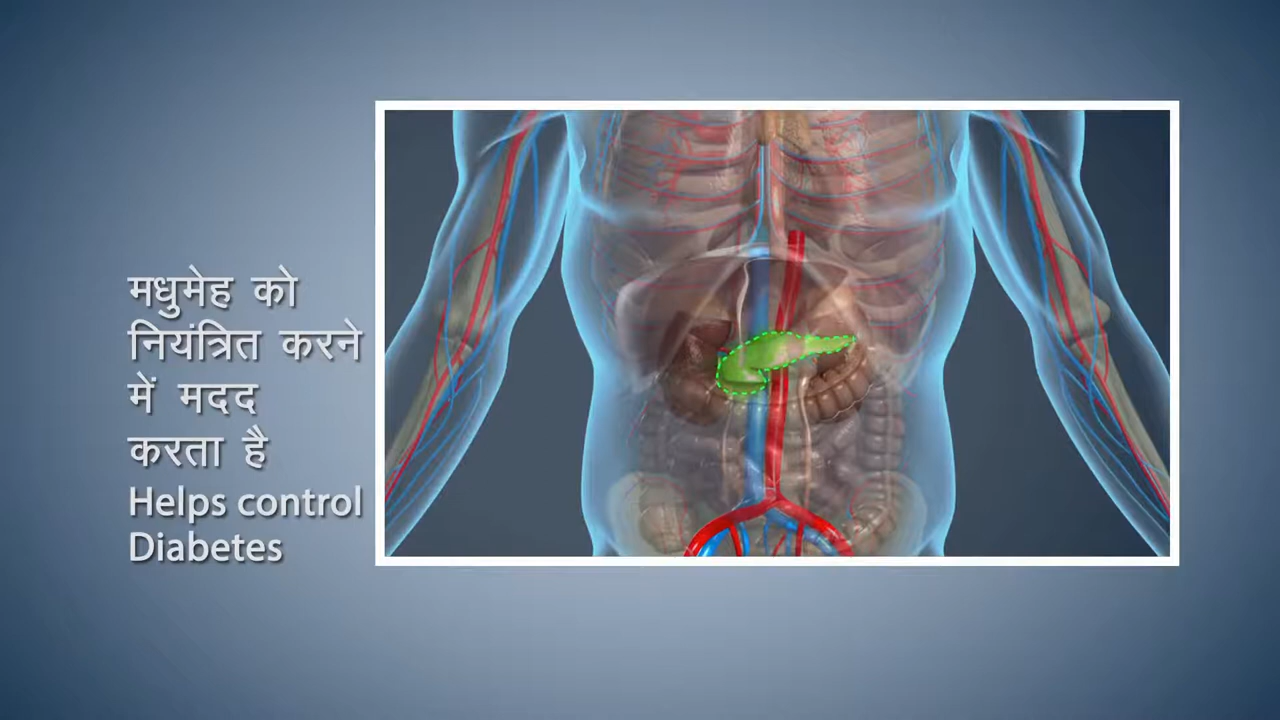 मधुमेह को
नियंत्रित करने
में मदद
करता है
Helps control
Diabetes